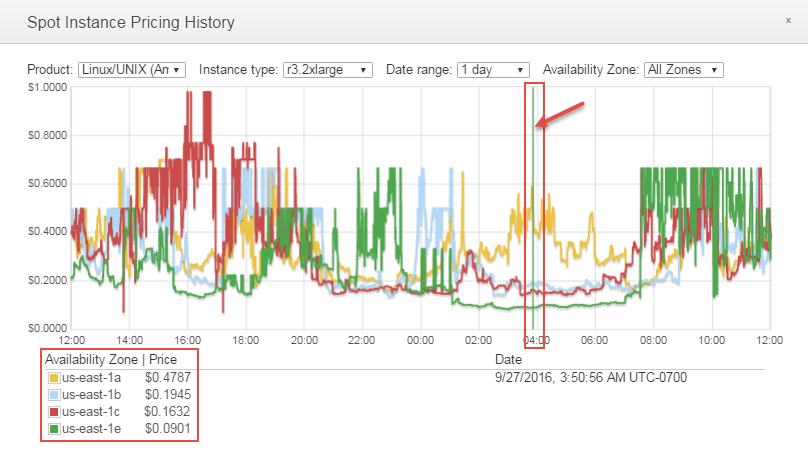 Spot Instance Pricing History
x
Product: Linux/UNIX (An Instance type: r3.2xlarge Date range: 1 day Availability Zone: All Zones
$1.0000
$0.8000
$0.6000
$0.4000
$0.2000
$0.0000
12:00 14:00 16:00 18:00 20:00 22:00 00:00 02:00 04:00 06:00 08:00 10:00 12:00
Availability Zone | Price Date
us-east-1a $0.4787 9/27/2016, 3:50:56 AM UTC-0700
us-east-1b $0.1945
us-east-1c $0.1632
us-east-1e $0.0901